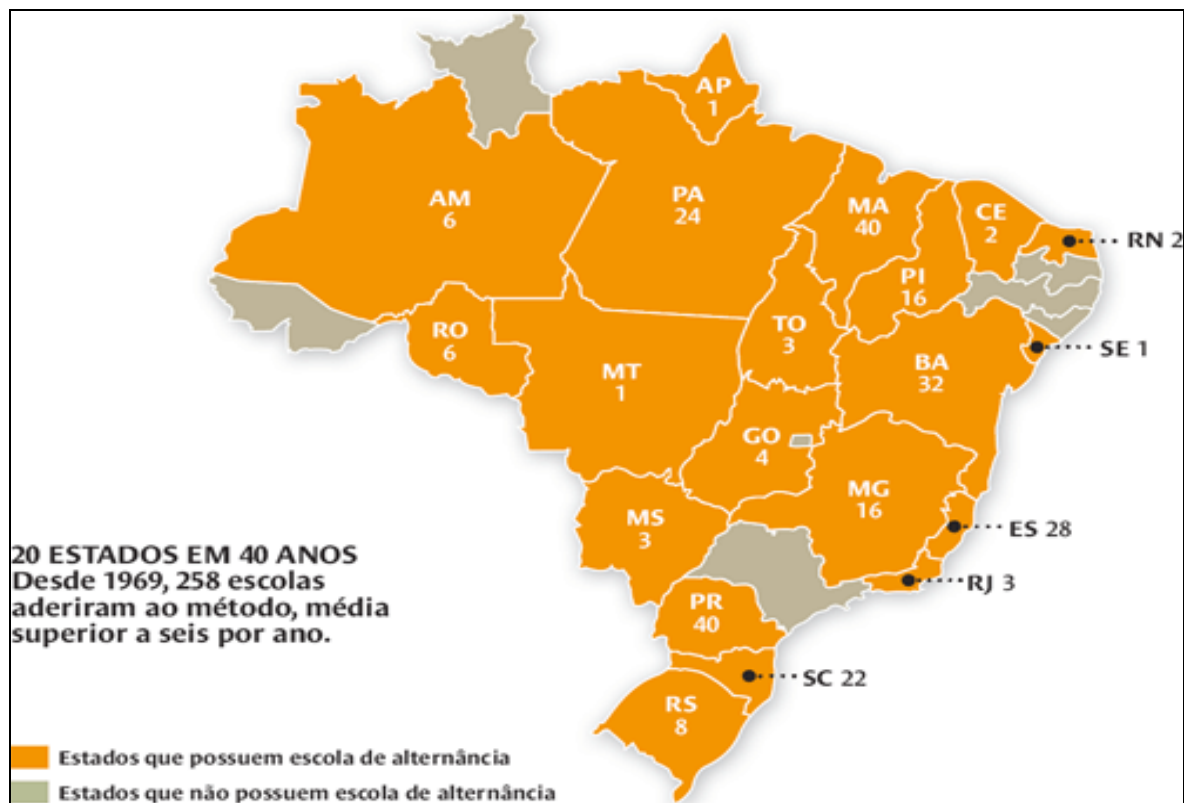 AP
1
AM
6
PA
24
MA
40
CE
2
RN 2
PI
16
RO
6
MT
1
TO
3
SE 1
BA
32
GO
4
MG
16
MS
3
ES 28
RJ 3
PR
40
SC 22
RS
8
20 ESTADOS EM 40 ANOS
Desde 1969, 258 escolas
aderiram ao método, média
superior a seis por ano.
Estados que possuem escola de alternância
Estados que não possuem escola de alternância